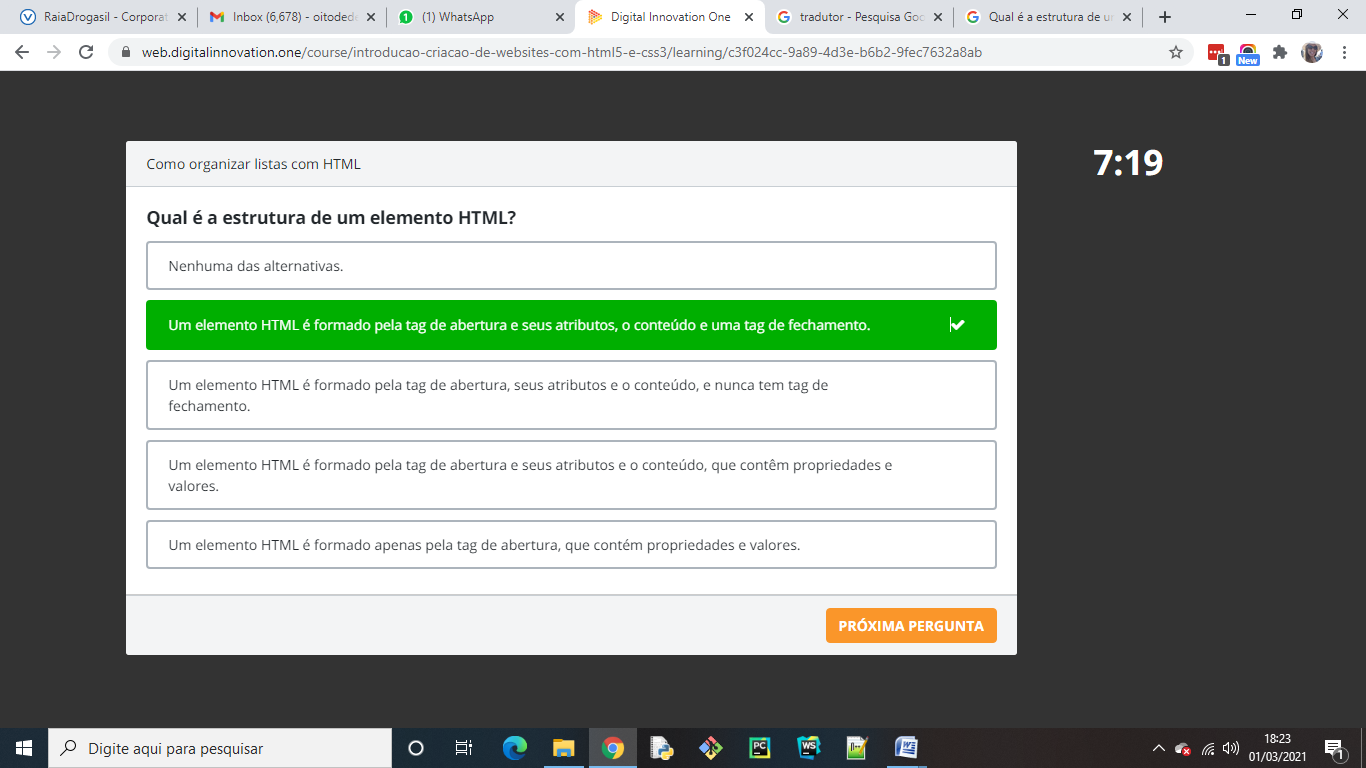 RaiaDrogasil - Corporat
Inbox (6,678) - oitodede
(1) WhatsApp
Digital Innovation One
tradutor - Pesquisa Goo
Qual é a estrutura de u
web.digitalinnovation.one/course/introducao-criacao-de-websites-com-html5-e-css3/learning/c3f024cc-9a89-4d3e-b6b2-9fec7632a8ab
1
New
Como organizar listas com HTML
7:19
Qual é a estrutura de um elemento HTML?
Nenhuma das alternativas.
Um elemento HTML é formado pela tag de abertura e seus atributos, o conteúdo e uma tag de fechamento.
Um elemento HTML é formado pela tag de abertura, seus atributos e o conteúdo, e nunca tem tag de
fechamento.
Um elemento HTML é formado pela tag de abertura e seus atributos e o conteúdo, que contêm propriedades e
valores.
Um elemento HTML é formado apenas pela tag de abertura, que contém propriedades e valores.
PRÓXIMA PERGUNTA
Digite aqui para pesquisar
PC
WS
18:23
01/03/2021
1